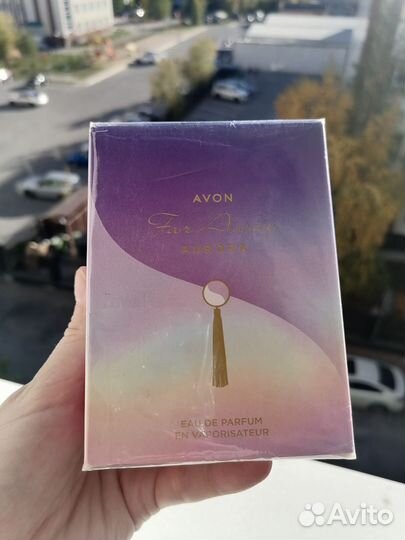 AVON
Far Away
AURORA
EAU DE PARFUM
EN VAPORISATEUR
Avito